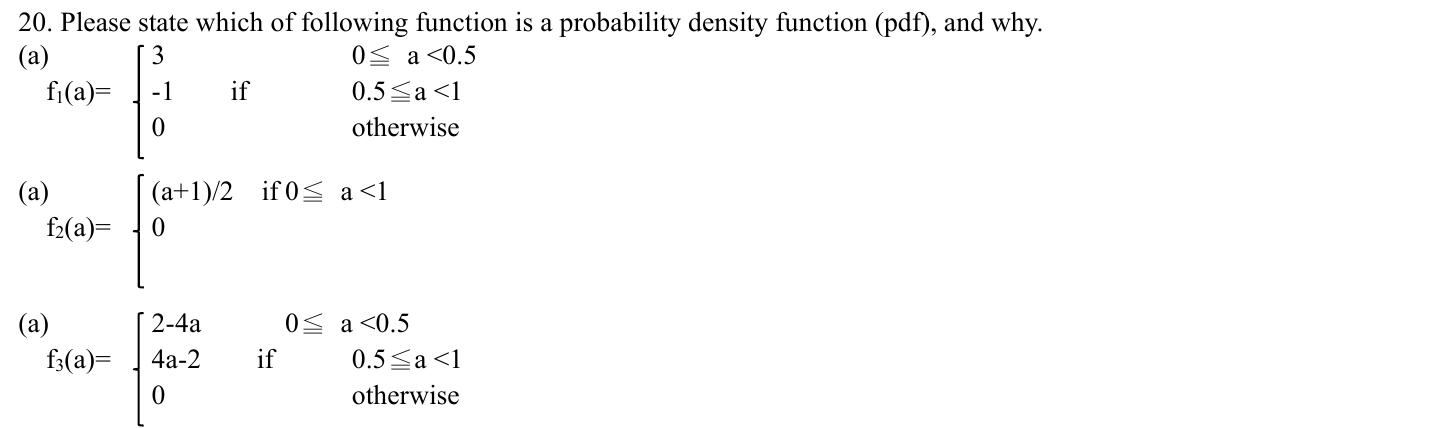 20. Please state which of following function is a probability density function (pdf), and why.
(a) 3 0≦ a <0.5
f₁(a)= -1 if 0.5≦a <1
0 otherwise
(a) (a+1)/2 if 0≦ a <1
f₂(a)= 0
(a) 2-4a 0≦ a <0.5
f₃(a)= 4a-2 if 0.5≦a <1
0 otherwise